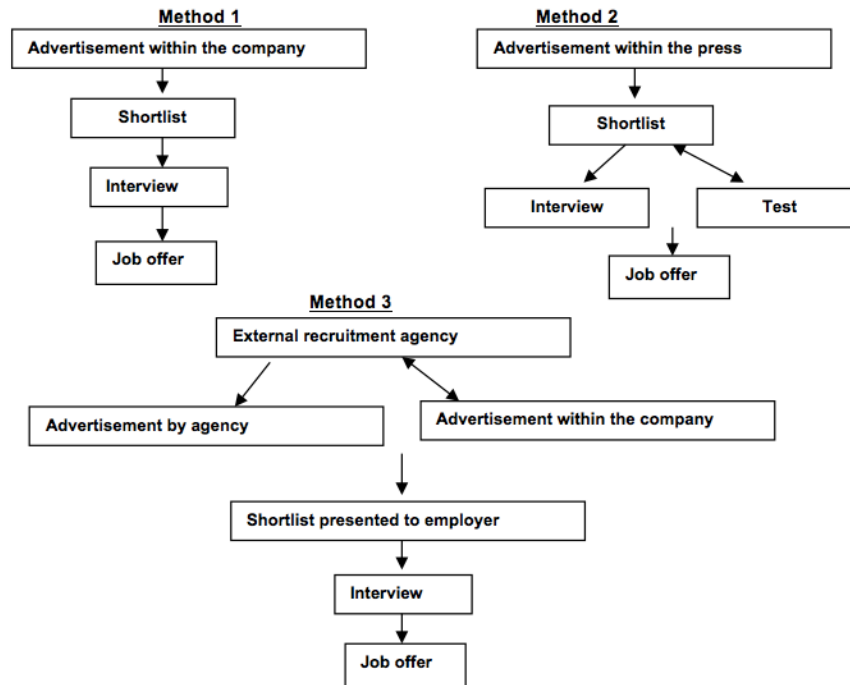 Method 1
Advertisement within the company
Shortlist
Interview
Job offer
Method 2
Advertisement within the press
Shortlist
Interview
Test
Job offer
Method 3
External recruitment agency
Advertisement by agency
Advertisement within the company
Shortlist presented to employer
Interview
Job offer